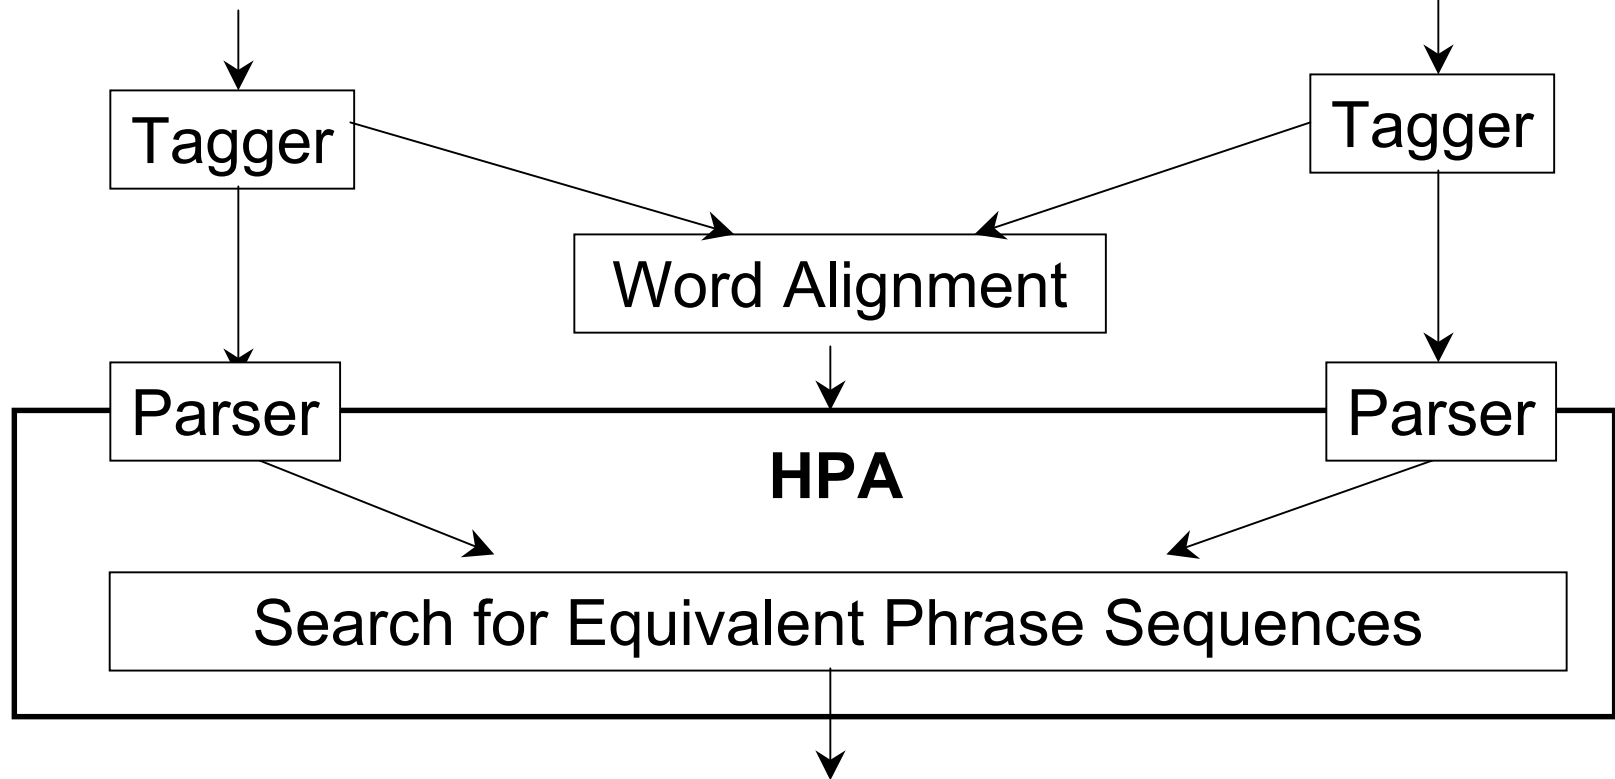 Tagger
Tagger
Word Alignment
Parser
Parser
HPA
Search for Equivalent Phrase Sequences